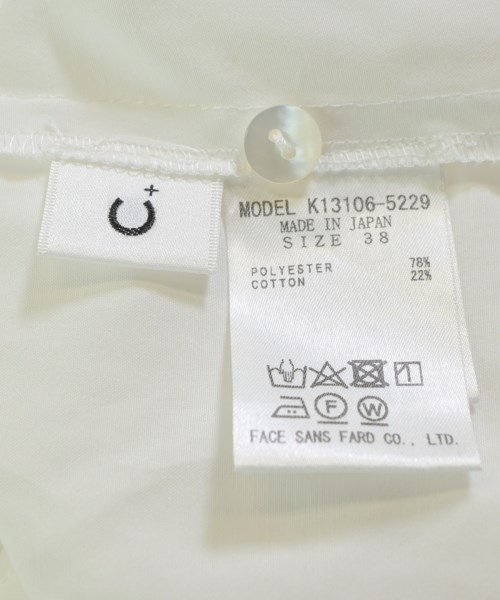 C+
MODEL K13106-5229
MADE IN JAPAN
SIZE 38
POLYESTER 78%
COTTON 22%
F W
FACE SANS FARD CO., LTD.